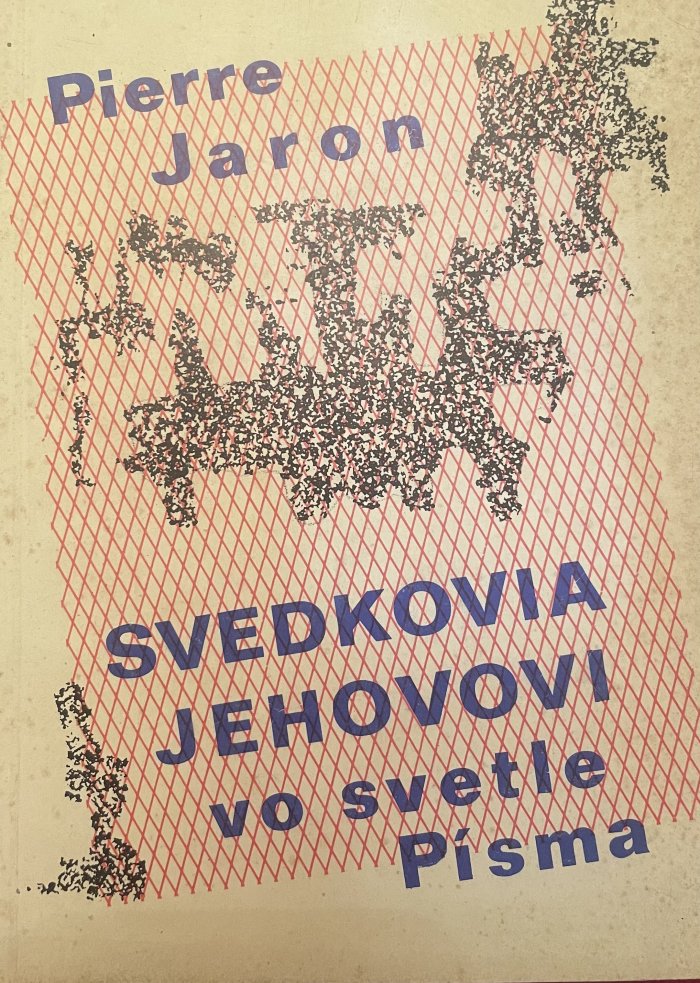 Pierre
Jaron
SVEDKOVIA
JEHOVOVI
vo svetle
Písma